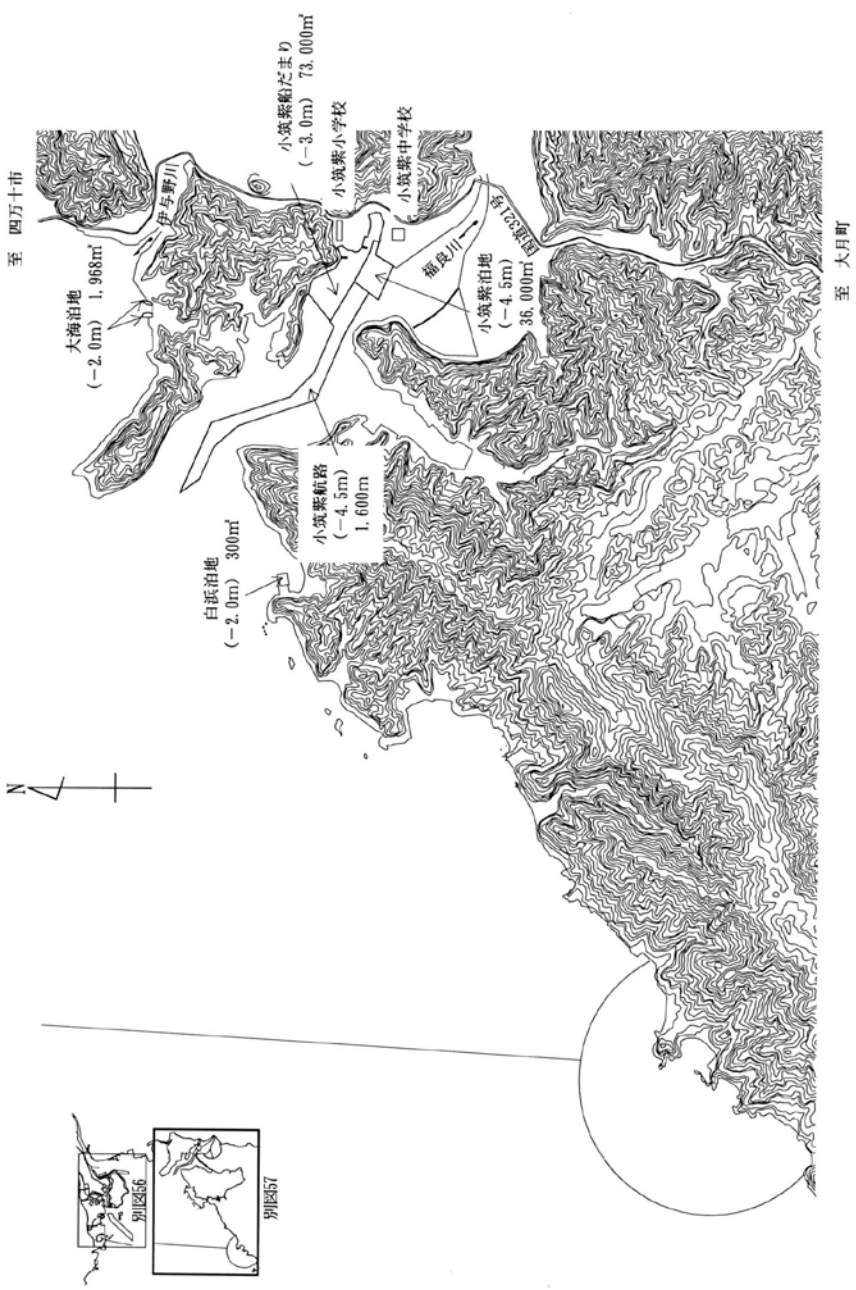 至 四万十市
伊与野川
大海泊地
(-2.0m) 1,968㎡
小筑紫船だまり
(-3.0m) 73,000㎡
小筑紫小学校
小筑紫中学校
福良川
国道321号
小筑紫泊地
(-4.5m)
36,000㎡
小筑紫航路
(-4.5m)
1,600m
白浜泊地
(-2.0m) 300㎡
至 大月町
N
別図56
別図57